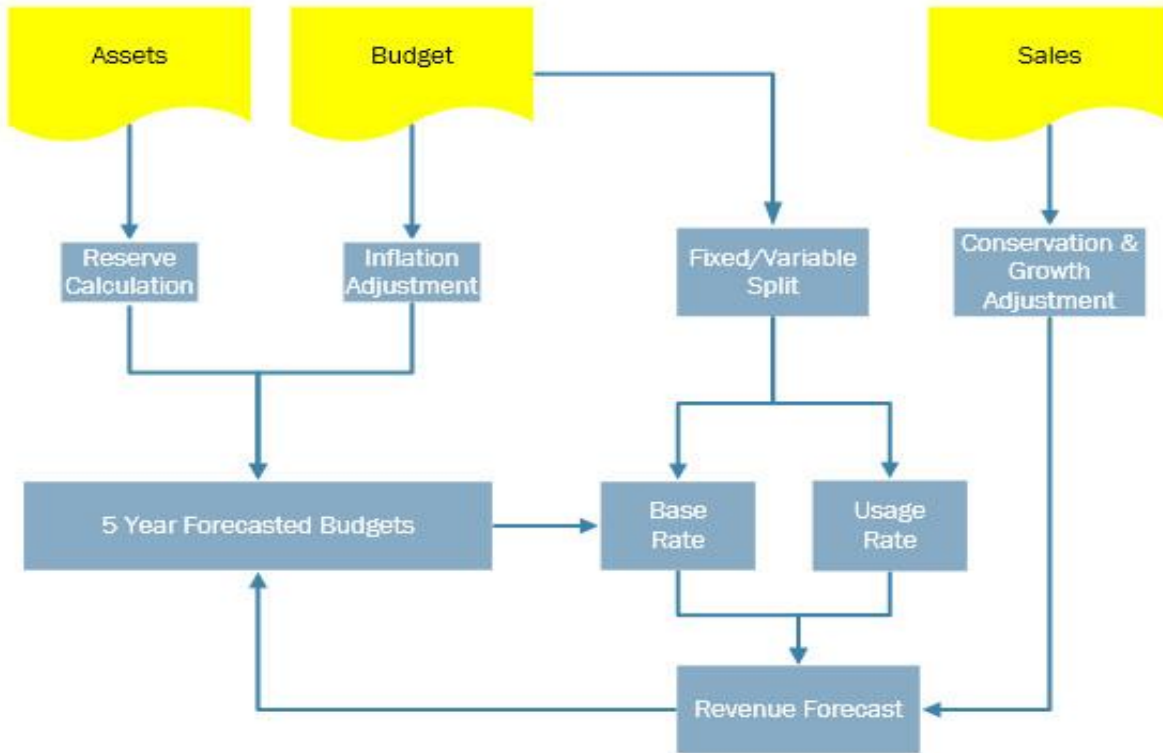 Assets
Budget
Sales
Reserve
Calculation
Inflation
Adjustment
Fixed/Variable
Split
Conservation &
Growth
Adjustment
5 Year Forecasted Budgets
Base
Rate
Usage
Rate
Revenue Forecast